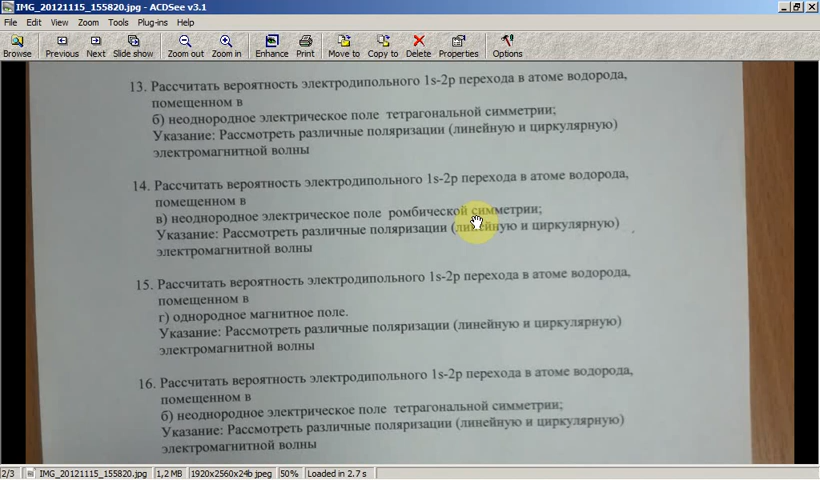 IMG_20121115_155820.jpg - ACDSee v3.1
File Edit View Zoom Tools Plug-ins Help
Browse Previous Next Slide show Zoom out Zoom in Enhance Print Move to Copy to Delete Properties Options
13. Рассчитать вероятность электродипольного 1s-2p перехода в атоме водорода,
помещенном в
б) неоднородное электрическое поле тетрагональной симметрии;
Указание: Рассмотреть различные поляризации (линейную и циркулярную)
электромагнитной волны
14. Рассчитать вероятность электродипольного 1s-2p перехода в атоме водорода,
помещенном в
в) неоднородное электрическое поле ромбической симметрии;
Указание: Рассмотреть различные поляризации (линейную и циркулярную)
электромагнитной волны
15. Рассчитать вероятность электродипольного 1s-2p перехода в атоме водорода,
помещенном в
г) однородное магнитное поле.
Указание: Рассмотреть различные поляризации (линейную и циркулярную)
электромагнитной волны
16. Рассчитать вероятность электродипольного 1s-2p перехода в атоме водорода,
помещенном в
б) неоднородное электрическое поле тетрагональной симметрии;
Указание: Рассмотреть различные поляризации (линейную и циркулярную)
электромагнитной волны
2/3 IMG_20121115_155820.jpg 1,2 MB 1920x2560x24b jpeg 50% Loaded in 2.7 s